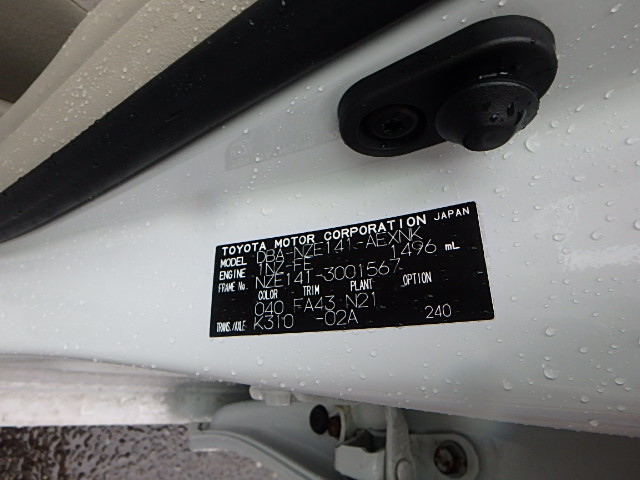 TOYOTA MOTOR CORPORATION JAPAN
MODEL DBA-NZE141-AEXNK
ENGINE 1NZ-FE 1496 mL
FRAME No. NZE141-3001567
COLOR TRIM PLANT OPTION
040 FA43 N21
TRANS./AXLE K310 -02A 240